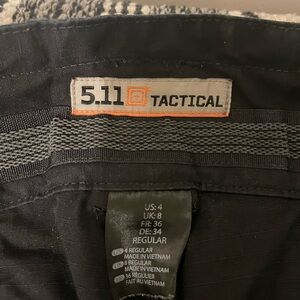 5.11 TACTICAL
US: 4
UK: 8
FR: 36
DE: 34
REGULAR
4 REGULAR
MADE IN VIETNAM
8 REGULAR
MADE IN VIETNAM
36 REGULIER
FAIT AU VIETNAM